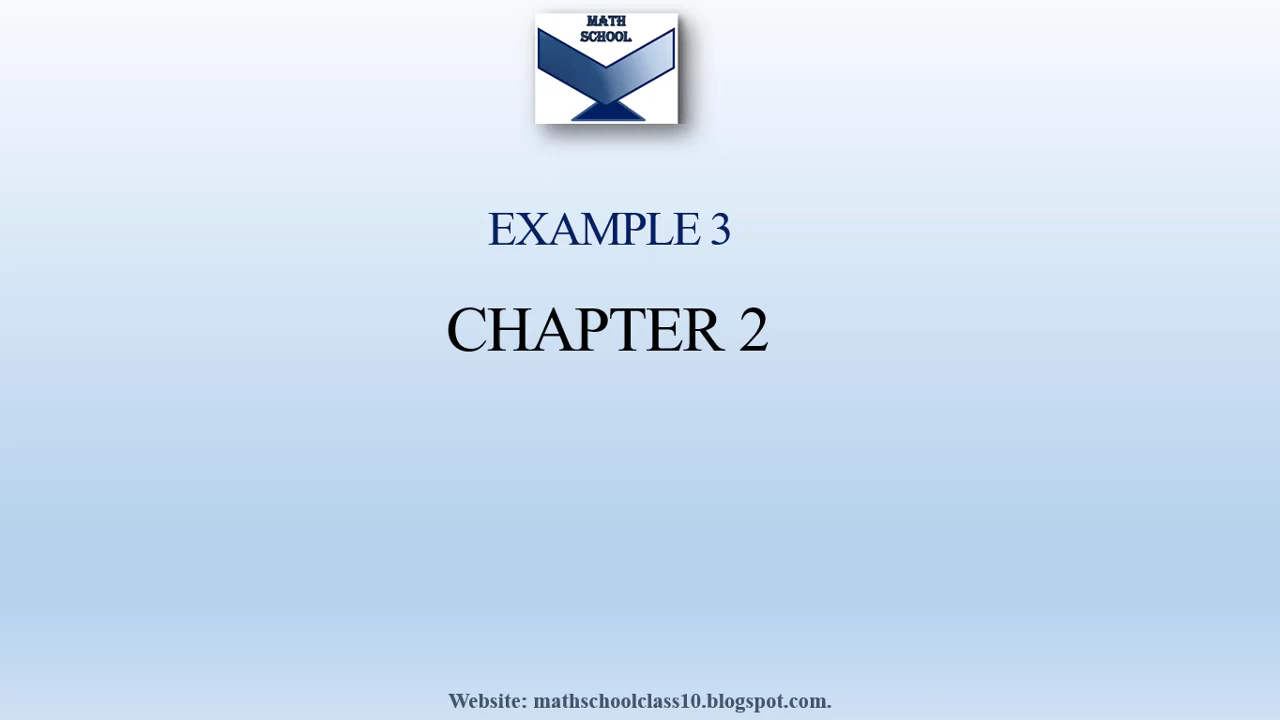 MATH
SCHOOL
EXAMPLE 3
CHAPTER 2
Website: mathschoolclass10.blogspot.com.